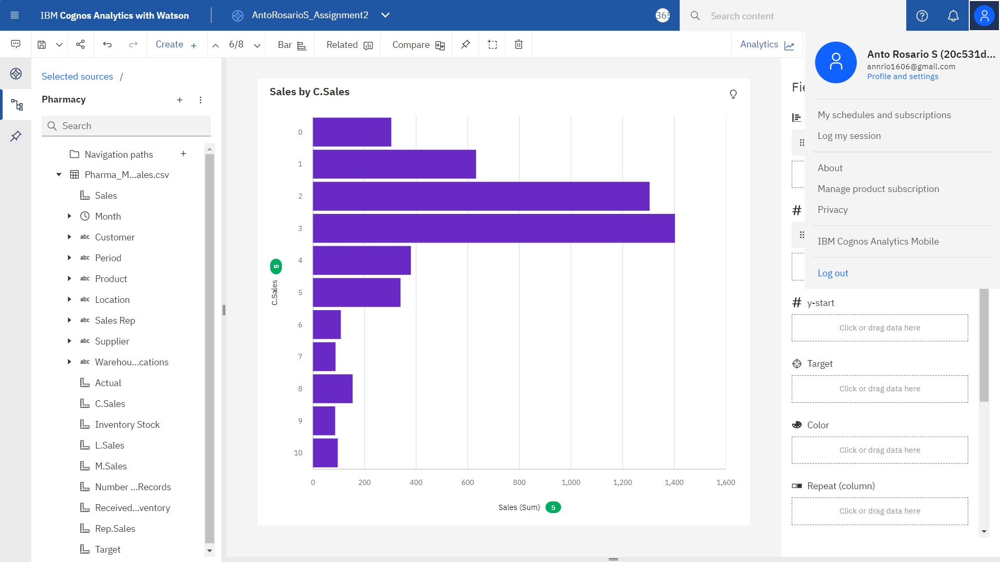 IBM Cognos Analytics with Watson
AntoRosarioS_Assignment2
365
Search content
Create
6/8
Bar
Related
Compare
Analytics
Anto Rosario S (20c531d...
annrio1606@gmail.com
Profile and settings
My schedules and subscriptions
Log my session
About
Manage product subscription
Privacy
IBM Cognos Analytics Mobile
Log out
Selected sources /
Pharmacy
Search
Navigation paths
Pharma_M...ales.csv
Sales
Month
abc Customer
abc Period
abc Product
abc Location
abc Sales Rep
abc Supplier
abc Warehou...cations
Actual
C.Sales
Inventory Stock
L.Sales
M.Sales
Number ...Records
Received...ventory
Rep.Sales
Target
Sales by C.Sales
0
1
2
3
4
5
6
7
8
9
10
C.Sales 5
0 200 400 600 800 1,000 1,200 1,400 1,600
Sales (Sum) 5
y-start
Click or drag data here
Target
Click or drag data here
Color
Click or drag data here
Repeat (column)
Click or drag data here